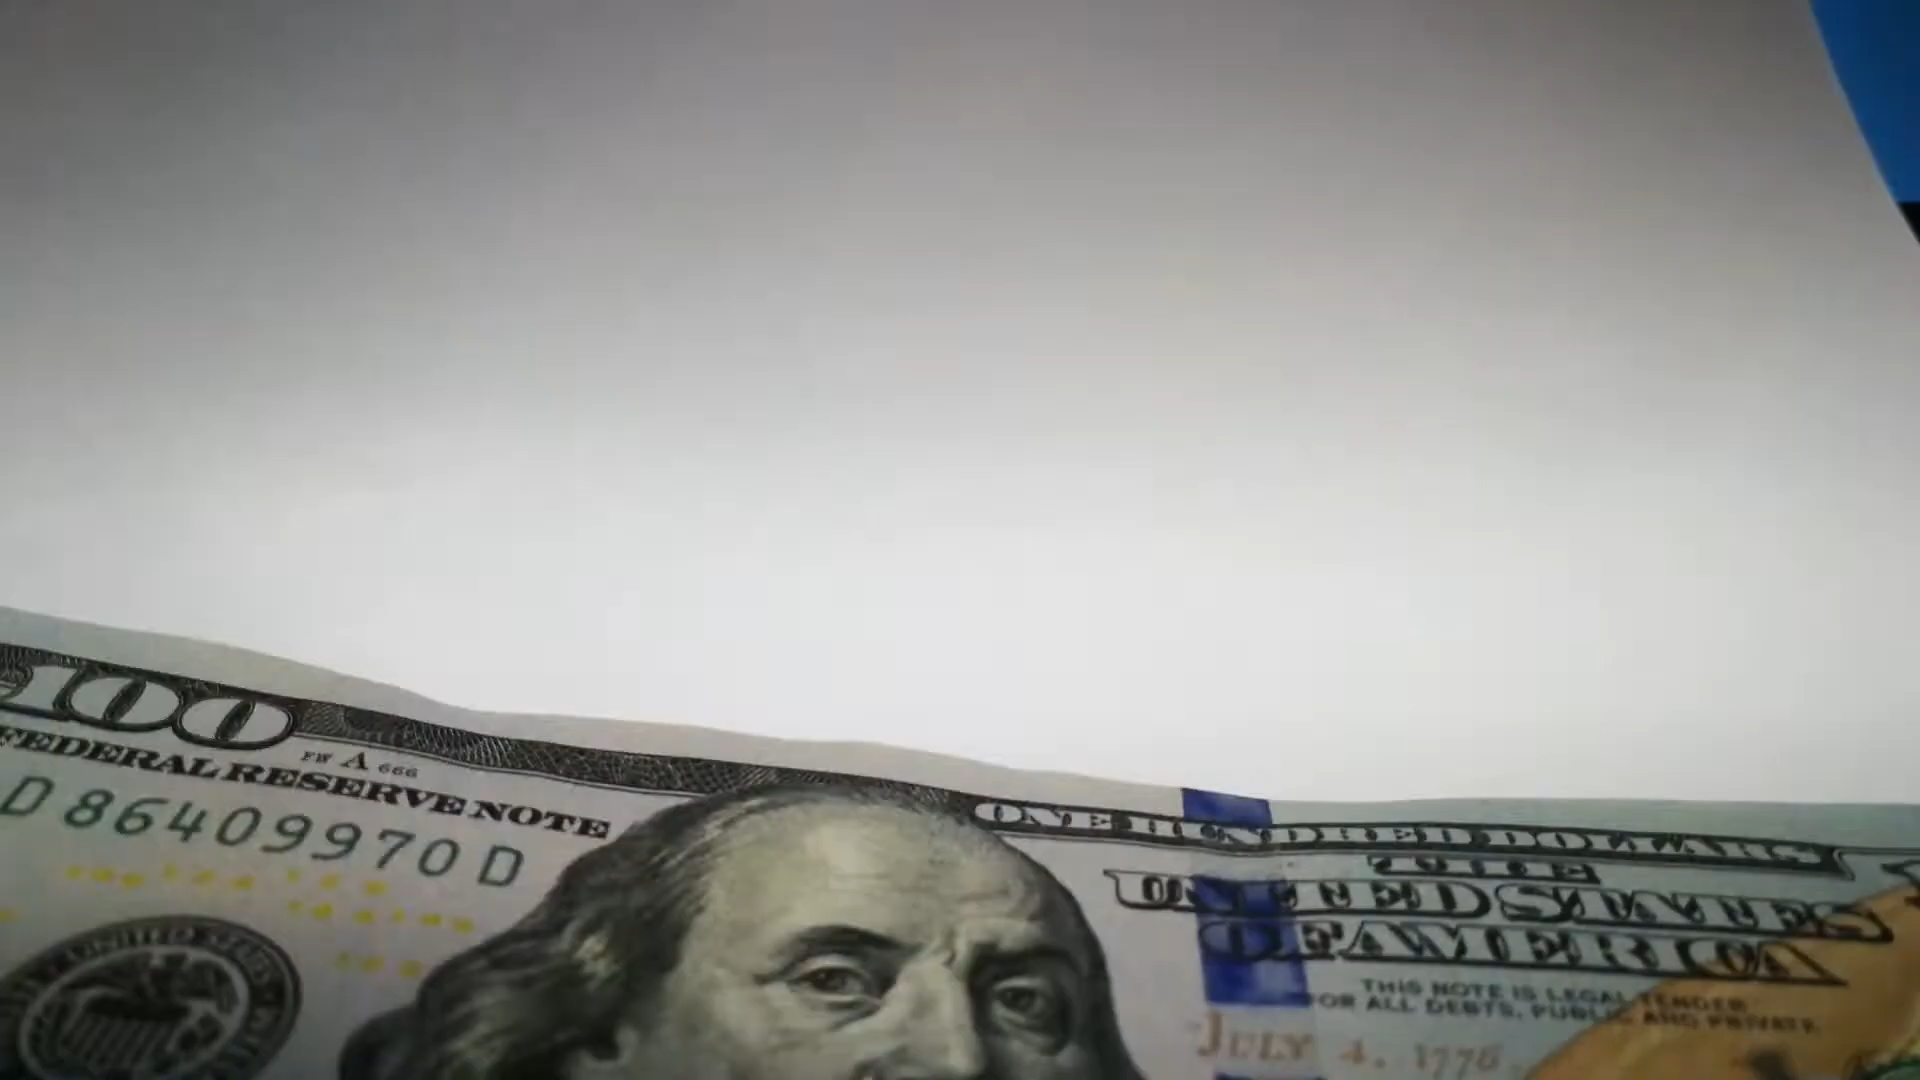 100
FW A 666
FEDERAL RESERVE NOTE
D 86409970 D
ONE HUNDRED DOLLARS
THE
UNITED STATES
OF AMERICA
THIS NOTE IS LEGAL TENDER
FOR ALL DEBTS, PUBLIC AND PRIVATE
JULY 4, 1776